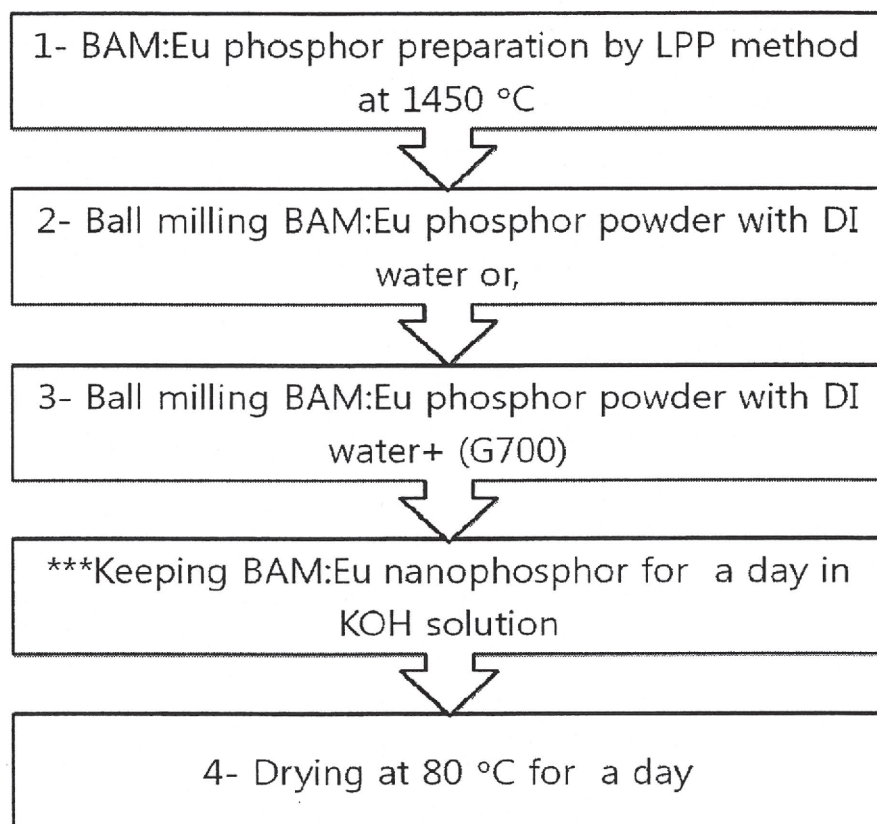 1- BAM:Eu phosphor preparation by LPP method
at 1450 °C
2- Ball milling BAM:Eu phosphor powder with DI
water or,
3- Ball milling BAM:Eu phosphor powder with DI
water+ (G700)
***Keeping BAM:Eu nanophosphor for a day in
KOH solution
4- Drying at 80 °C for a day